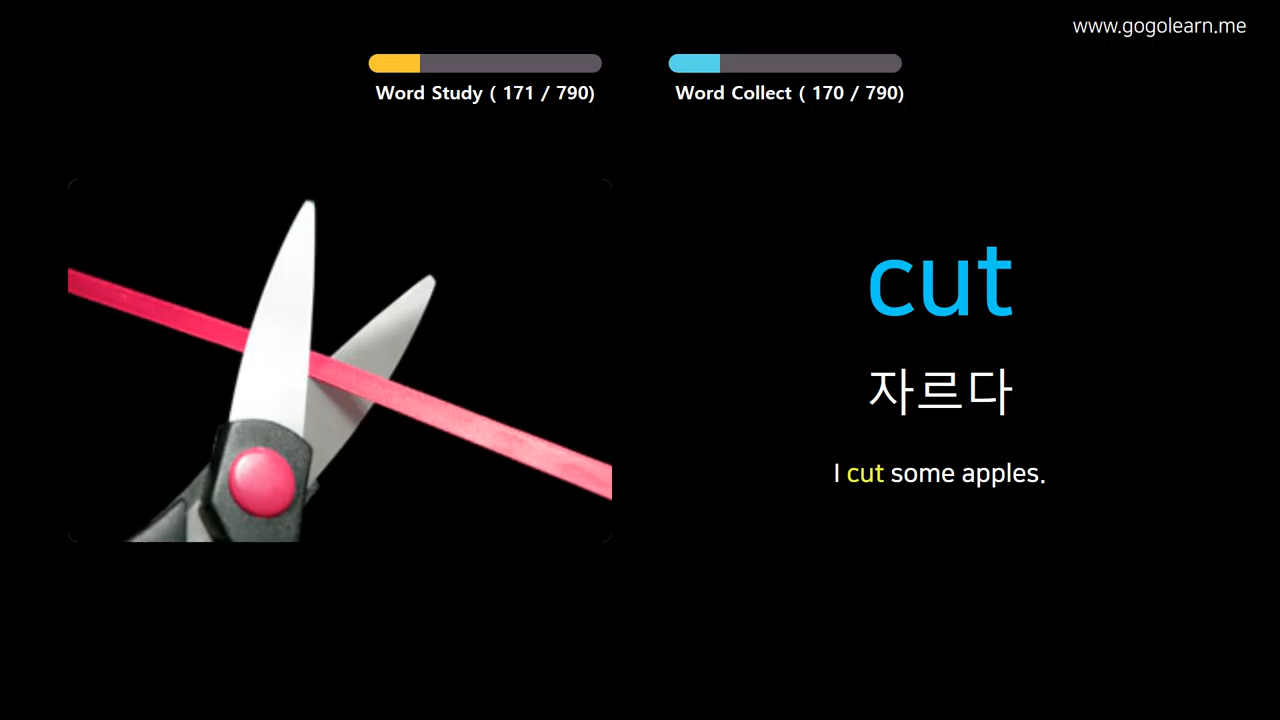 www.gogolearn.me
Word Study ( 171 / 790)
Word Collect ( 170 / 790)
cut
자르다
I cut some apples.